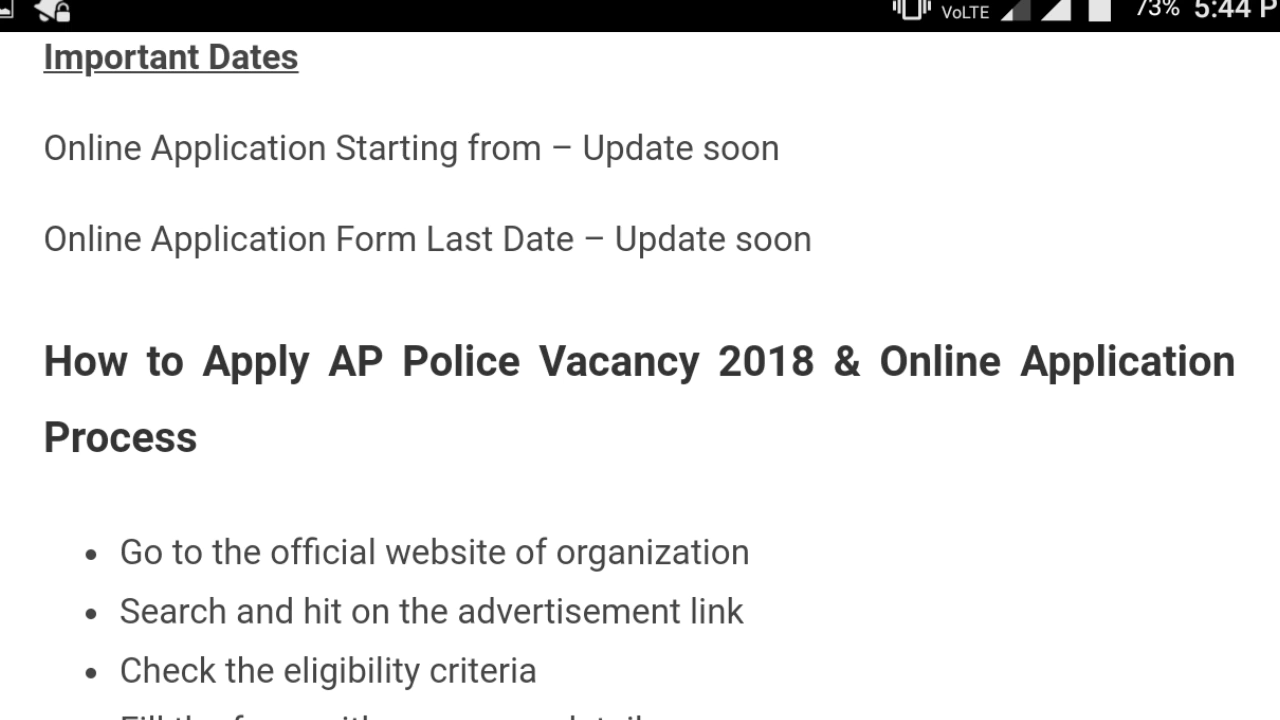 VoLTE 73% 5:44 P
Important Dates
Online Application Starting from – Update soon
Online Application Form Last Date – Update soon
How to Apply AP Police Vacancy 2018 & Online Application
Process
• Go to the official website of organization
• Search and hit on the advertisement link
• Check the eligibility criteria